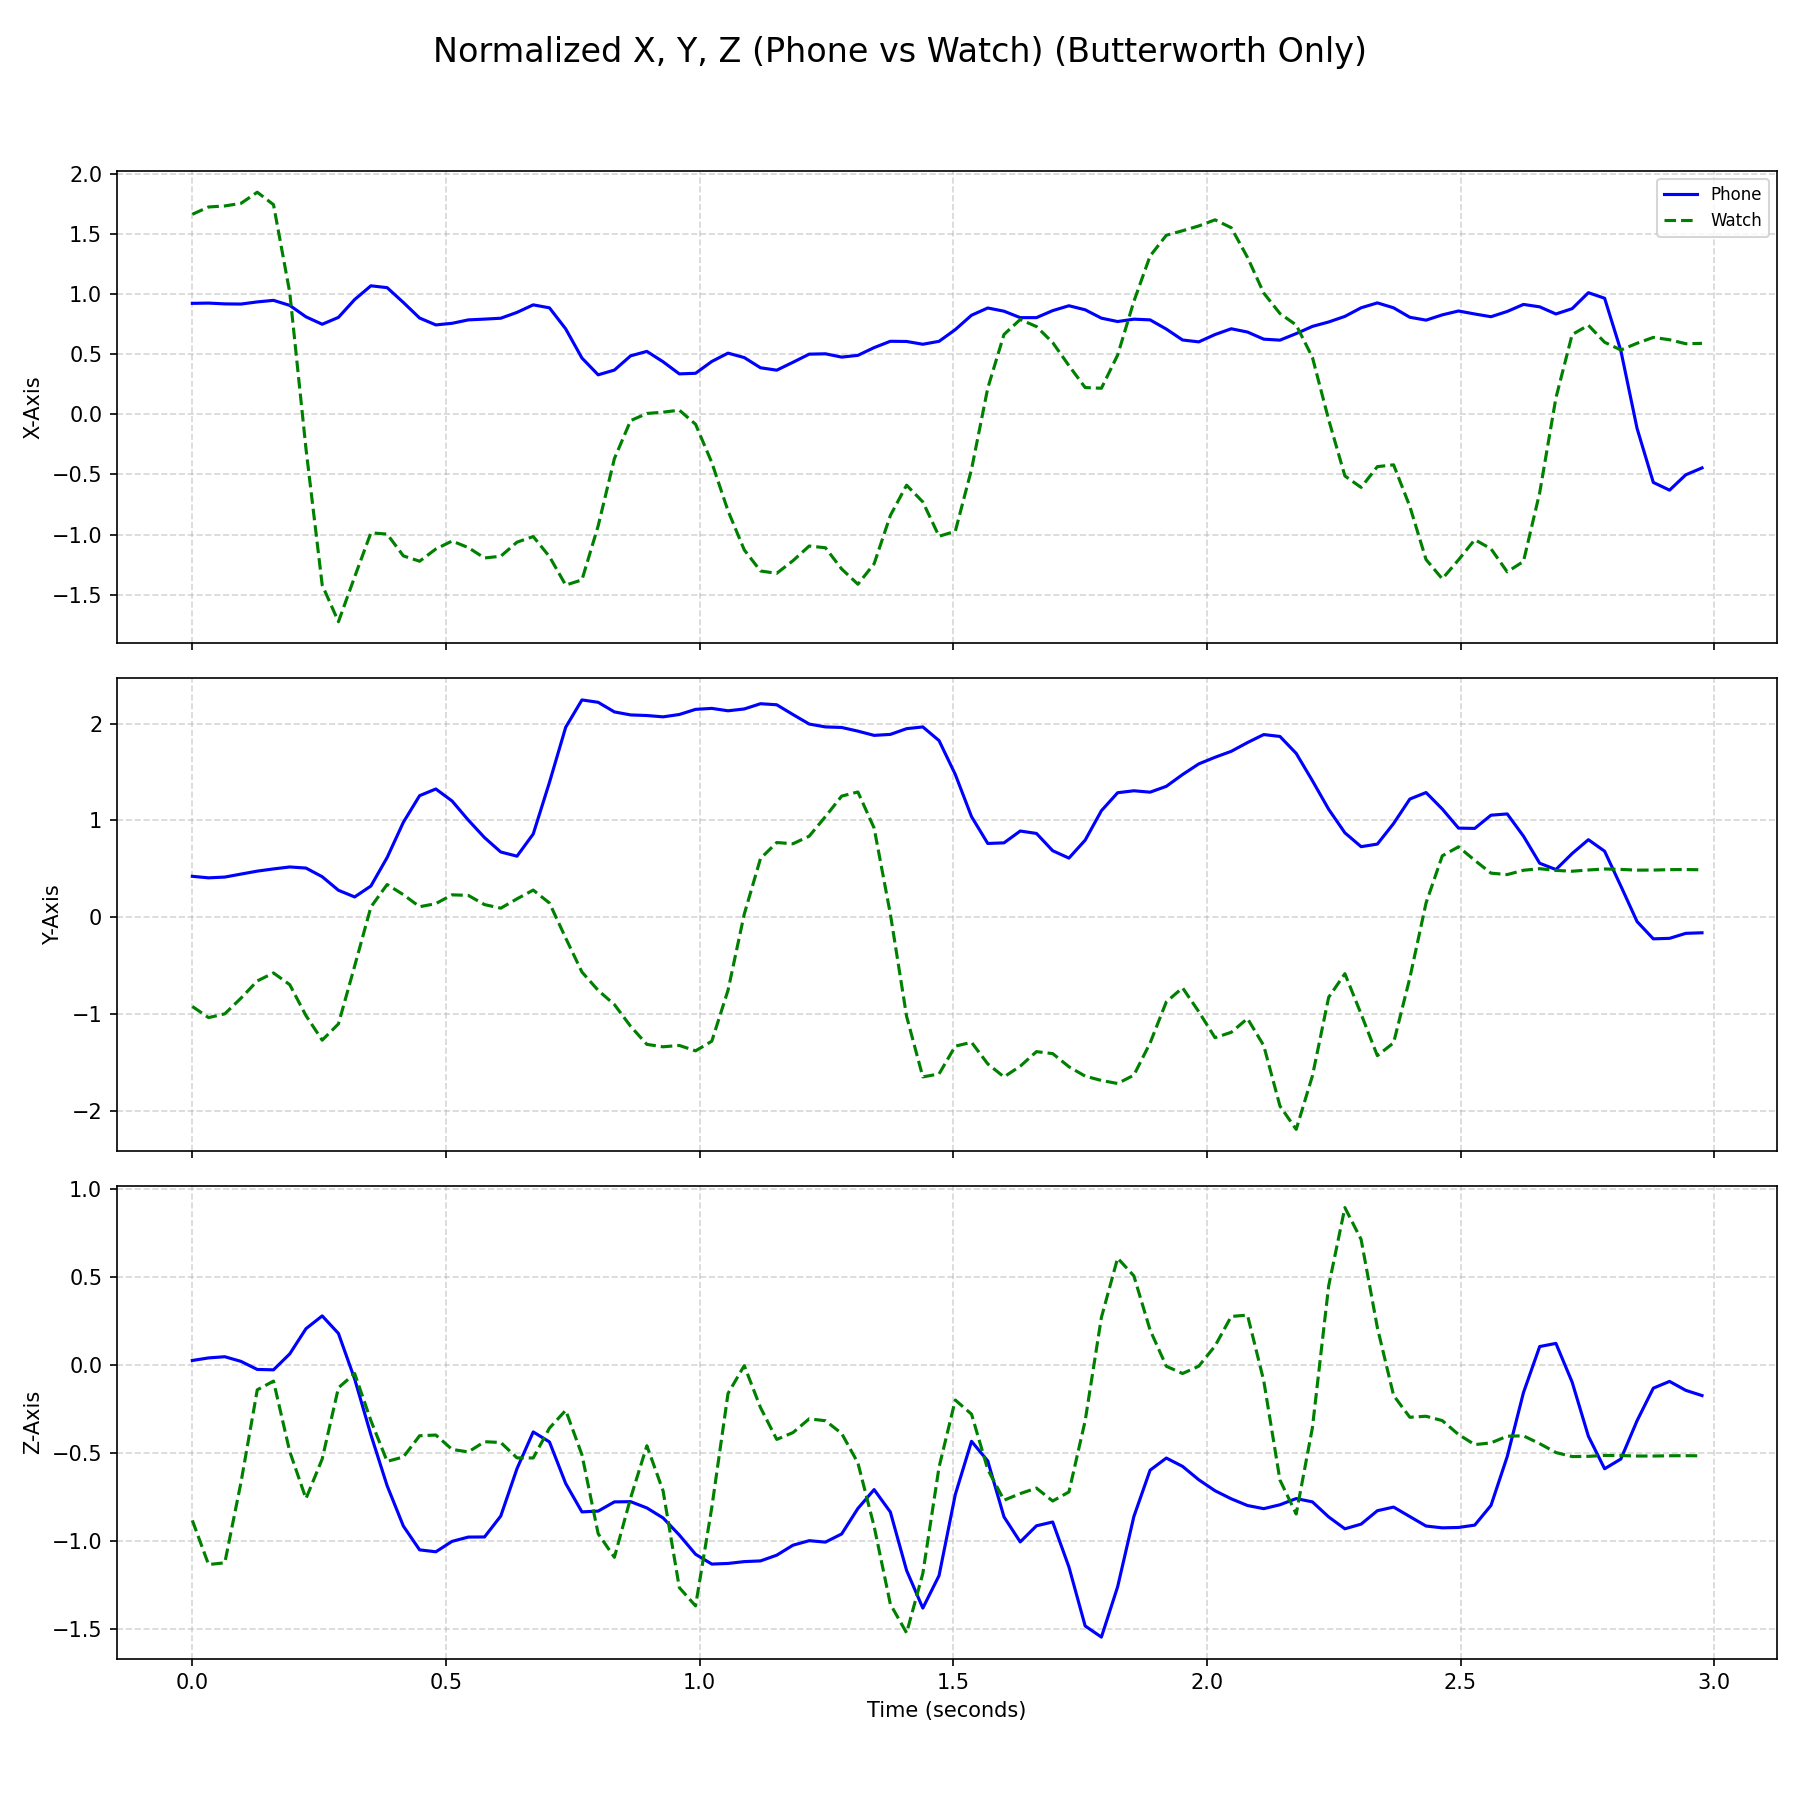 Normalized X, Y, Z (Phone vs Watch) (Butterworth Only)
2.0
1.5
1.0
0.5
0.0
−0.5
−1.0
−1.5
X-Axis
Phone
Watch
2
1
0
−1
−2
Y-Axis
1.0
0.5
0.0
−0.5
−1.0
−1.5
Z-Axis
0.0 0.5 1.0 1.5 2.0 2.5 3.0
Time (seconds)